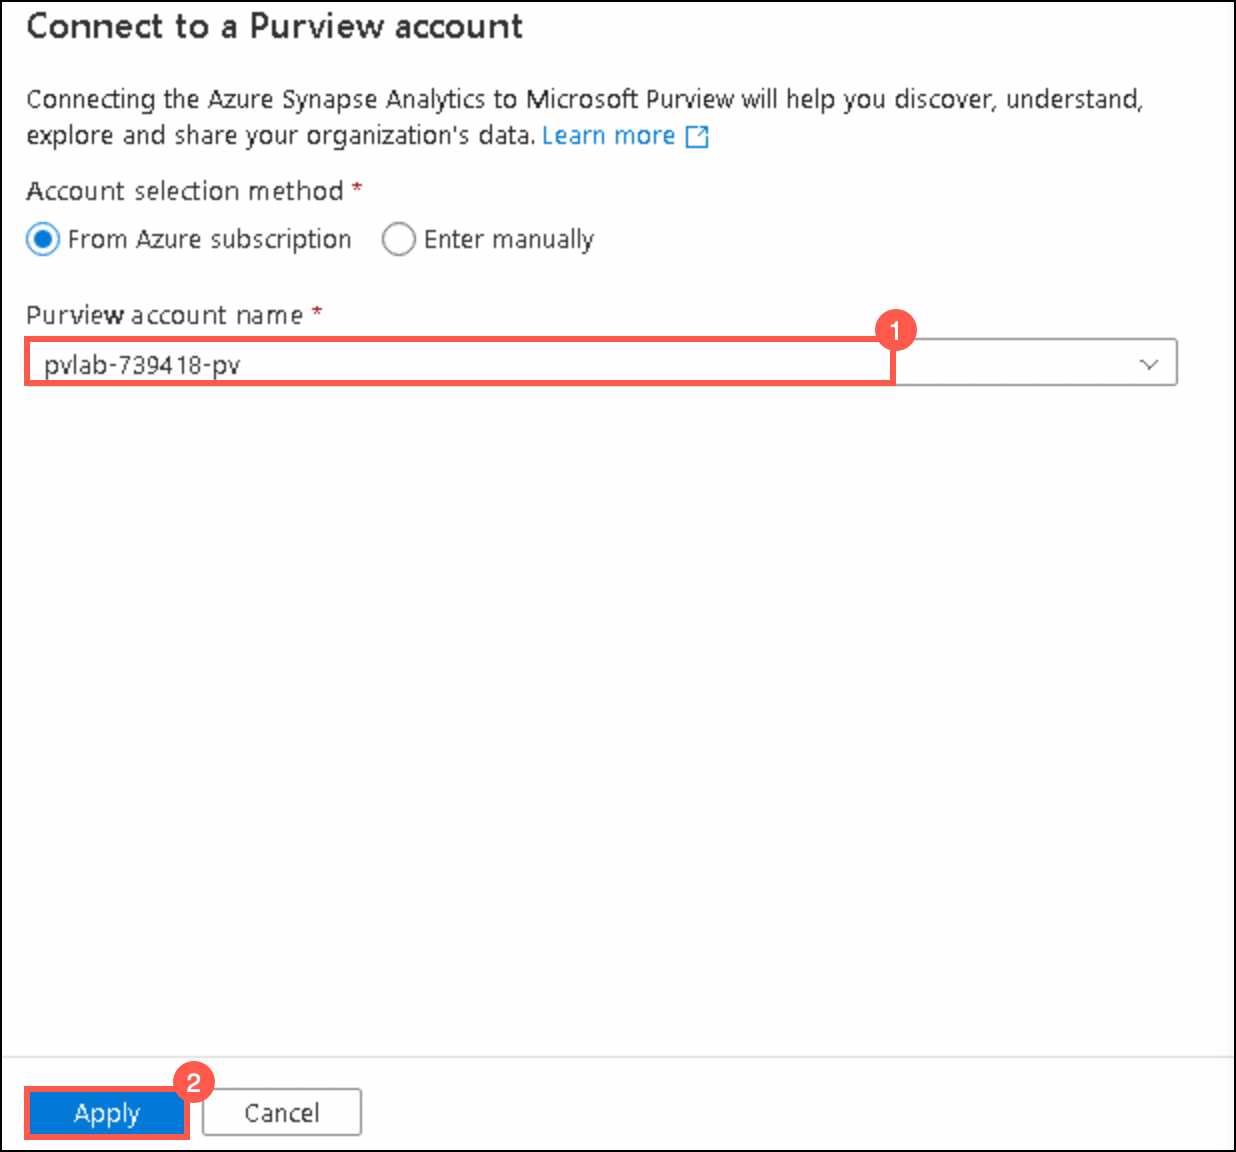 Connect to a Purview account
Connecting the Azure Synapse Analytics to Microsoft Purview will help you discover, understand,
explore and share your organization's data. Learn more
Account selection method *
From Azure subscription Enter manually
Purview account name *
1
pvlab-739418-pv
2
Apply Cancel